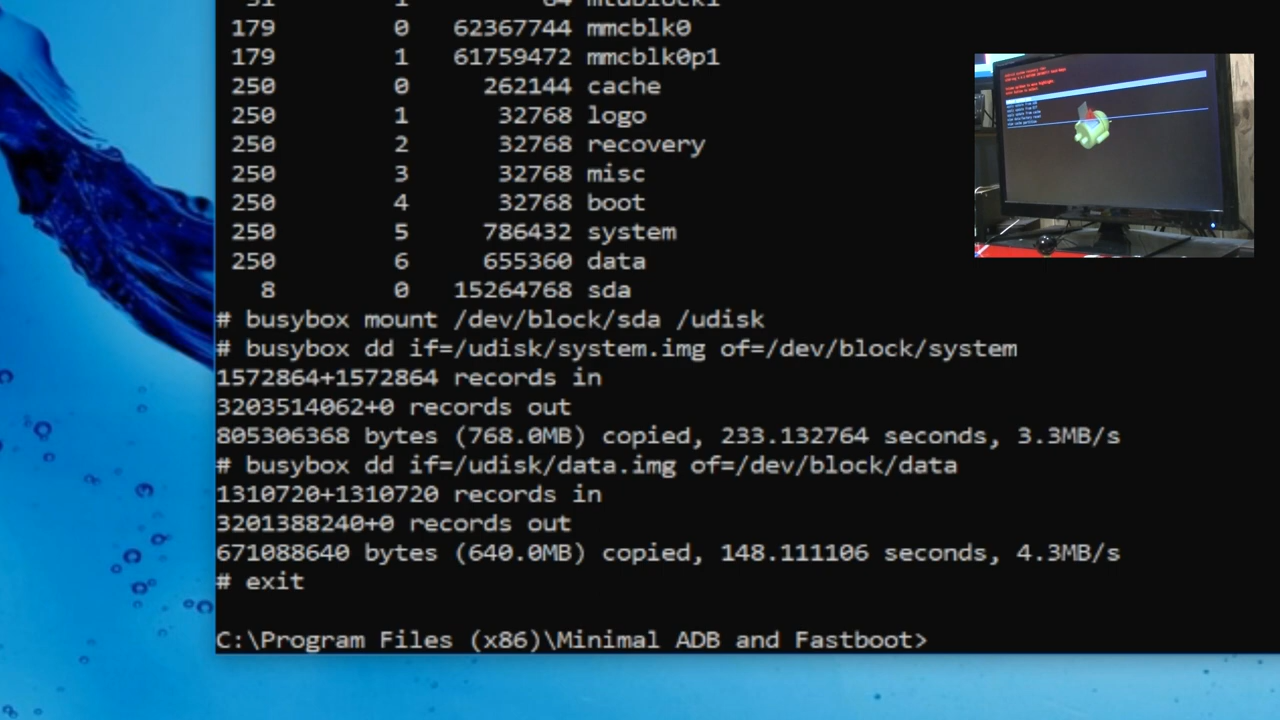 179 0 62367744 mmcblk0
179 1 61759472 mmcblk0p1
250 0 262144 cache
250 1 32768 logo
250 2 32768 recovery
250 3 32768 misc
250 4 32768 boot
250 5 786432 system
250 6 655360 data
8 0 15264768 sda
# busybox mount /dev/block/sda /udisk
# busybox dd if=/udisk/system.img of=/dev/block/system
1572864+1572864 records in
3203514062+0 records out
805306368 bytes (768.0MB) copied, 233.132764 seconds, 3.3MB/s
# busybox dd if=/udisk/data.img of=/dev/block/data
1310720+1310720 records in
3201388240+0 records out
671088640 bytes (640.0MB) copied, 148.111106 seconds, 4.3MB/s
# exit
C:\Program Files (x86)\Minimal ADB and Fastboot>